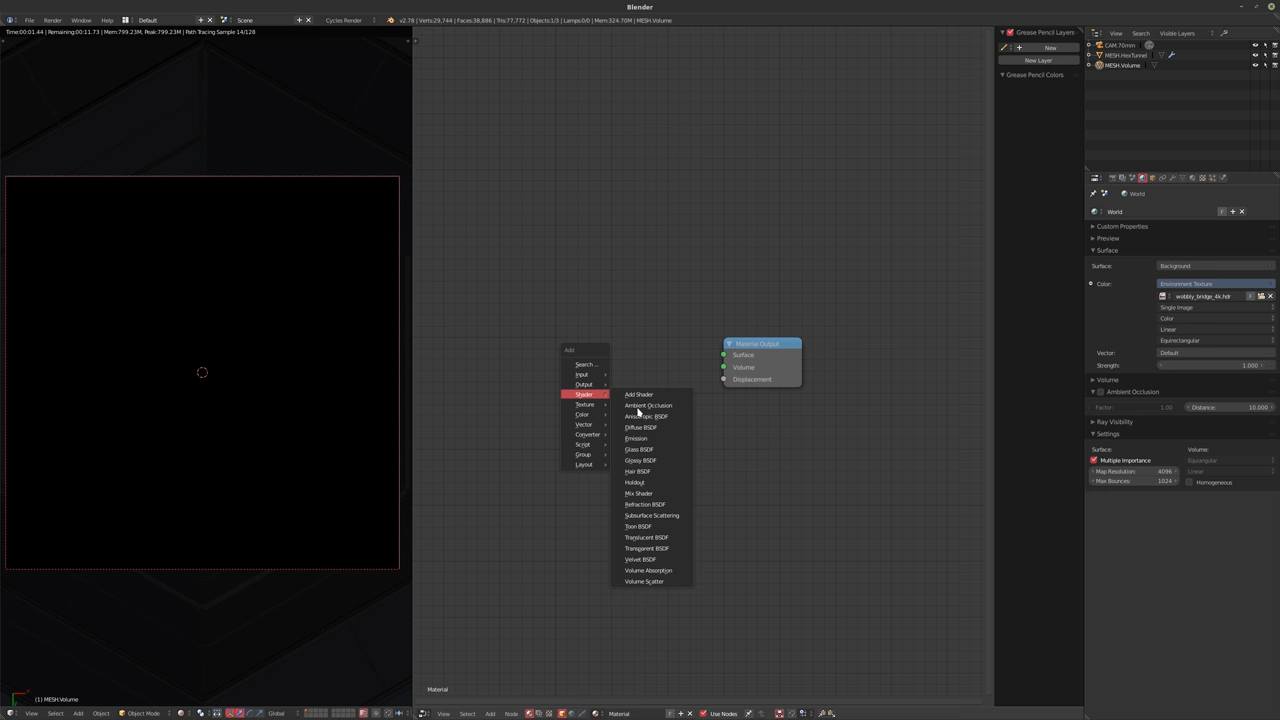 Blender
File Render Window Help Default Scene Cycles Render v2.78 | Verts:29,744 | Faces:38,886 | Tris:77,772 | Objects:1/3 | Lamps:0/0 | Mem:324.70M | MESH.Volume
Time:00:01.44 | Remaining:00:11.73 | Mem:799.23M, Peak:799.23M | Path Tracing Sample 14/128
(1) MESH.Volume
View Select Add Object Object Mode Global
Add
Search ...
Input
Output
Shader
Texture
Color
Vector
Converter
Script
Group
Layout
Add Shader
Ambient Occlusion
Anisotropic BSDF
Diffuse BSDF
Emission
Glass BSDF
Glossy BSDF
Hair BSDF
Holdout
Mix Shader
Refraction BSDF
Subsurface Scattering
Toon BSDF
Translucent BSDF
Transparent BSDF
Velvet BSDF
Volume Absorption
Volume Scatter
Material Output
Surface
Volume
Displacement
Material
View Select Add Node Material F Use Nodes
Grease Pencil Layers
New
New Layer
Grease Pencil Colors
View Search Visible Layers
CAM.70mm
MESH.HexTunnel
MESH.Volume
World
World F
Custom Properties
Preview
Surface
Surface: Background
Color: Environment Texture
wobbly_bridge_4k.hdr
Single Image
Color
Linear
Equirectangular
Vector: Default
Strength: 1.000
Volume
Ambient Occlusion
Factor: 1.00 Distance: 10.000
Ray Visibility
Settings
Surface: Volume:
Multiple Importance Equiangular
Map Resolution: 4096 Linear
Max Bounces: 1024 Homogeneous